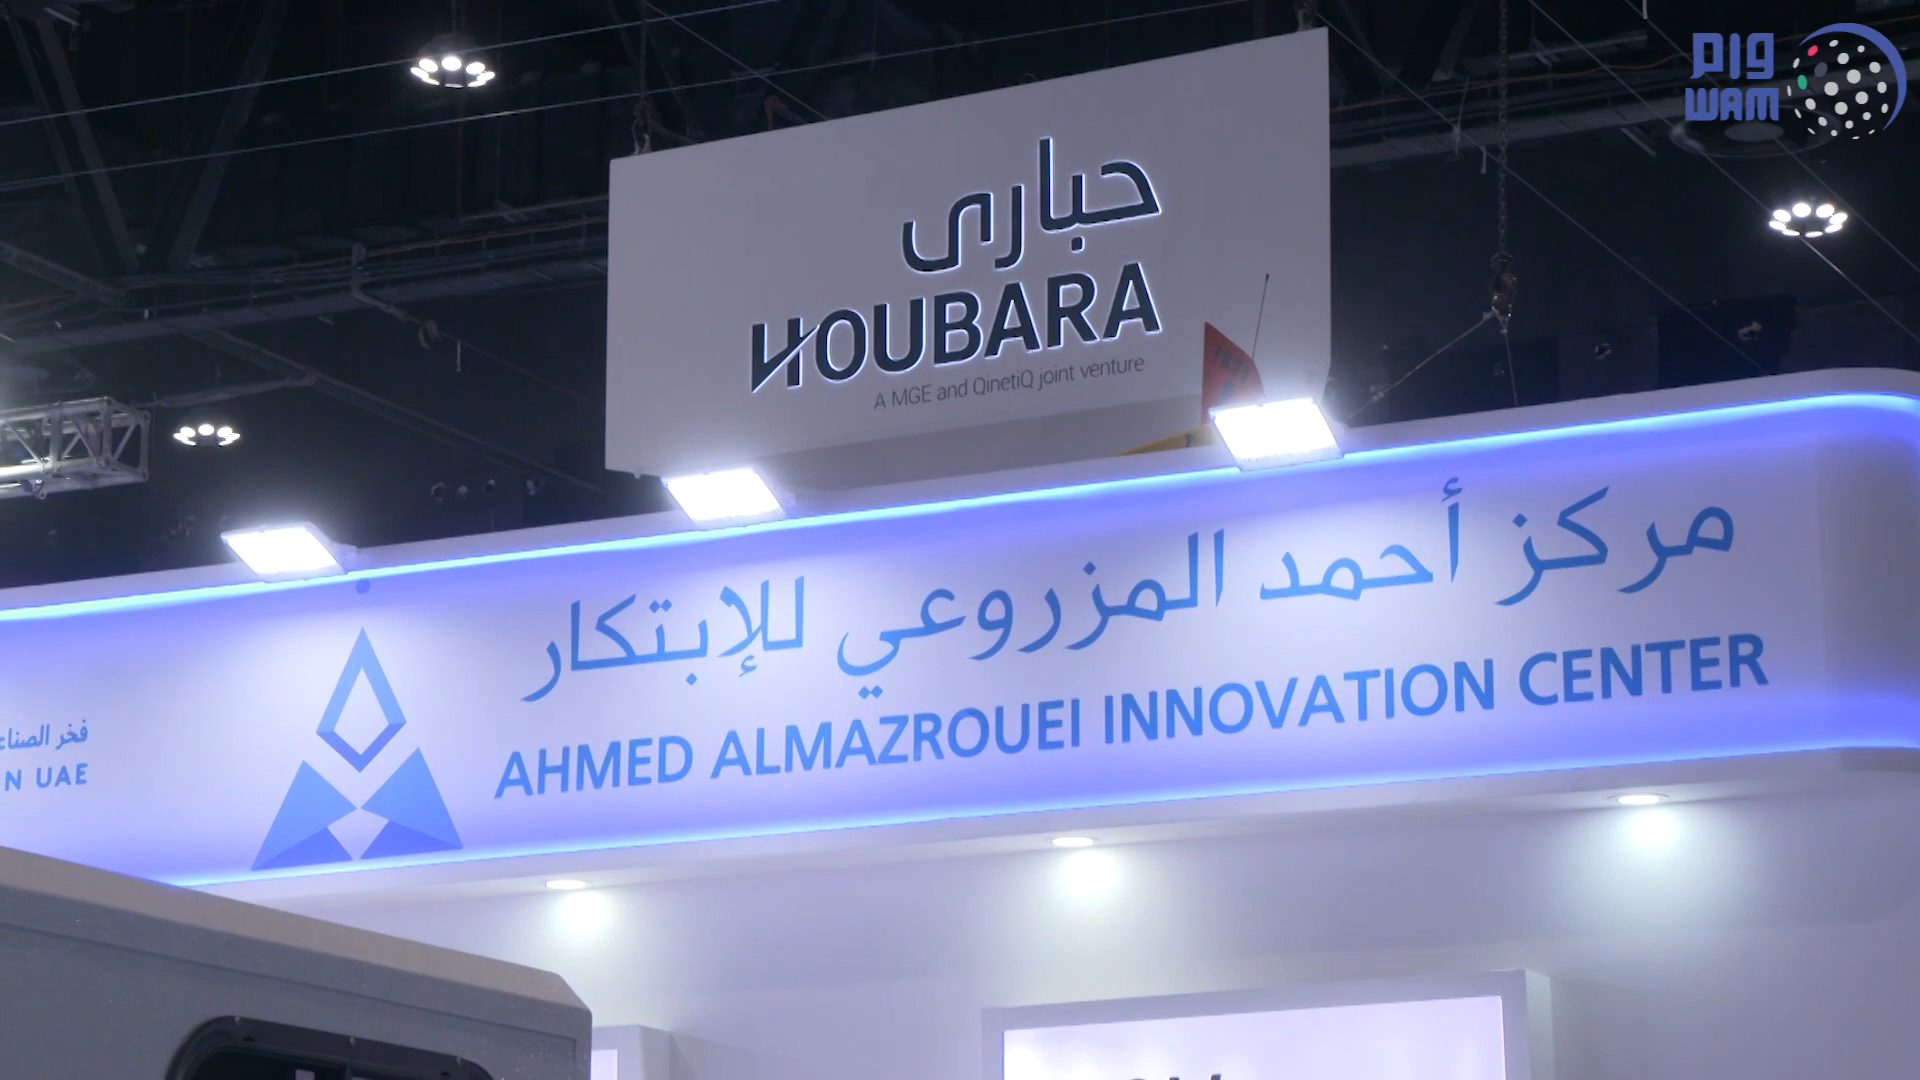 وام
WAM
حبارى
HOUBARA
A MGE and QinetiQ joint venture
مركز أحمد المزروعي للإبتكار
AHMED ALMAZROUEI INNOVATION CENTER
فخر
N UAE